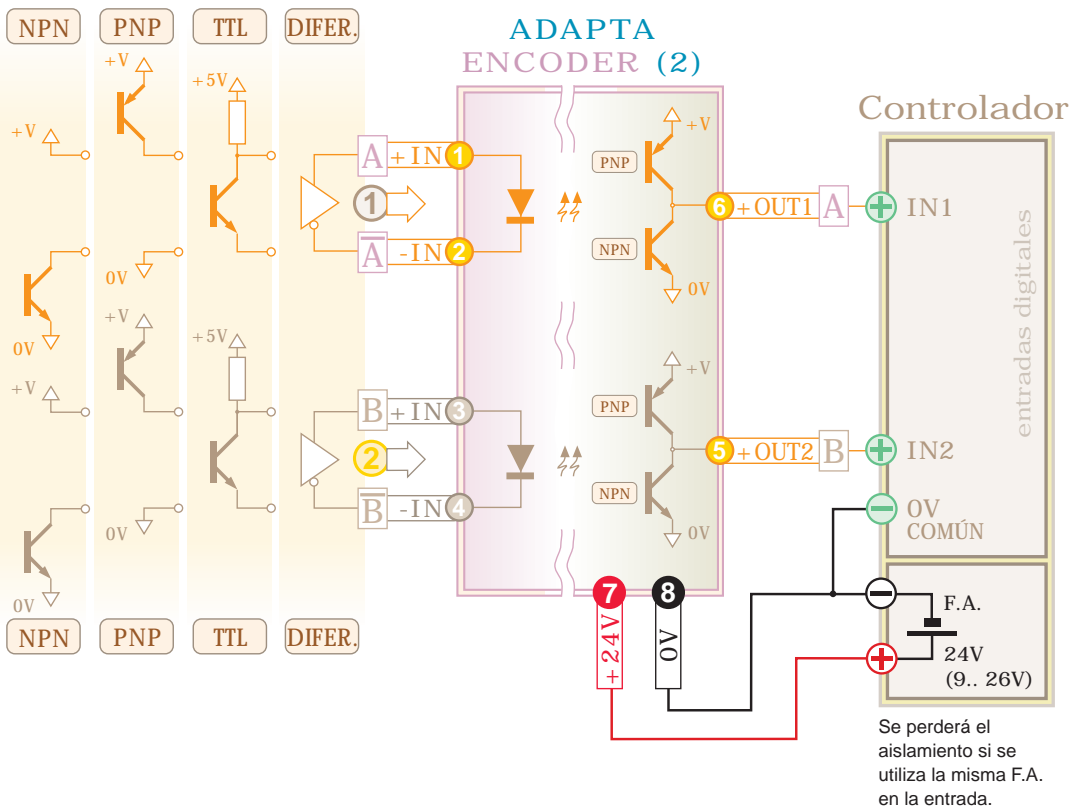 NPN PNP TTL DIFER.
ADAPTA
ENCODER (2)
Controlador
+V
+V
+5V
0V
0V
A +IN 1
1
A̅ -IN 2
PNP
+V
NPN
0V
6 +OUT1 A
IN1
entradas digitales
+V
+V
+5V
0V
0V
B +IN 3
2
B̅ -IN 4
PNP
+V
NPN
0V
5 +OUT2 B
IN2
0V
COMÚN
7
+24V
8
0V
F.A.
24V
(9.. 26V)
NPN PNP TTL DIFER.
Se perderá el
aislamiento si se
utiliza la misma F.A.
en la entrada.